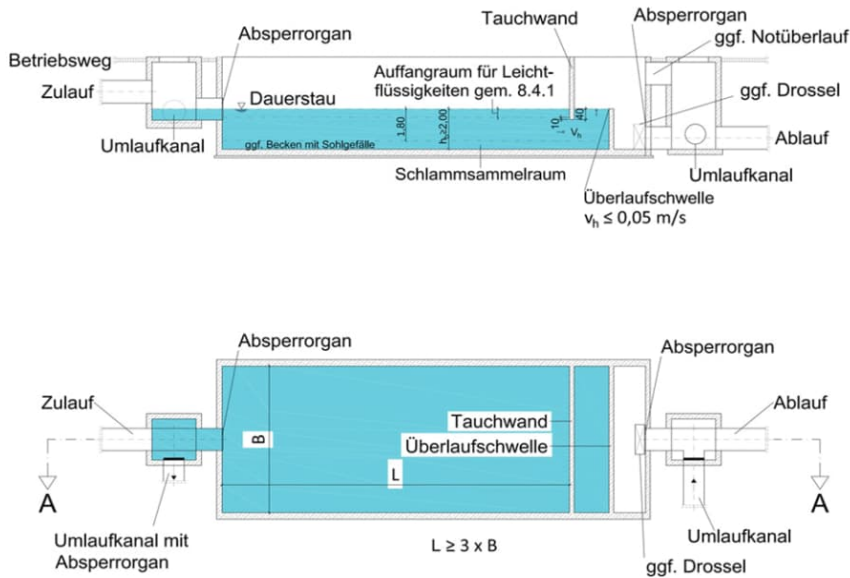 Tauchwand
Absperrorgan
Absperrorgan
ggf. Notüberlauf
Betriebsweg
Auffangraum für Leicht-
flüssigkeiten gem. 8.4.1
Zulauf
Dauerstau
ggf. Drossel
1,80
h₀≥2,00
10
40
vₕ
Umlaufkanal
Ablauf
ggf. Becken mit Sohlgefälle
Schlammsammelraum
Umlaufkanal
Überlaufschwelle
vₕ ≤ 0,05 m/s
Absperrorgan
Absperrorgan
Zulauf
Ablauf
Tauchwand
B
Überlaufschwelle
L
A
A
Umlaufkanal mit
Absperrorgan
Umlaufkanal
L ≥ 3 x B
ggf. Drossel